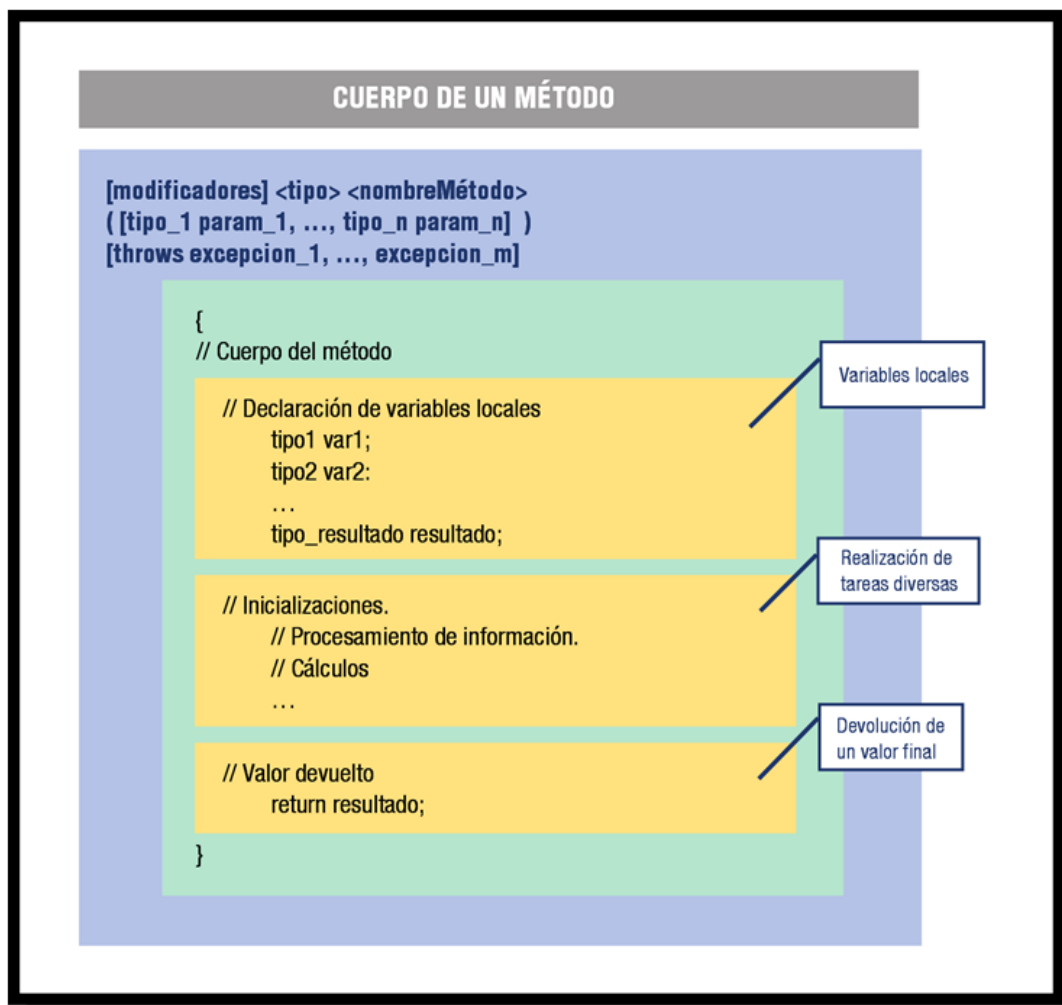 CUERPO DE UN MÉTODO
[modificadores] <tipo> <nombreMétodo>
( [tipo_1 param_1, ..., tipo_n param_n]  )
[throws excepcion_1, ..., excepcion_m]
{
// Cuerpo del método
// Declaración de variables locales
tipo1 var1;
tipo2 var2:
...
tipo_resultado resultado;
Variables locales
// Inicializaciones.
// Procesamiento de información.
// Cálculos
...
Realización de
tareas diversas
// Valor devuelto
return resultado;
Devolución de
un valor final
}